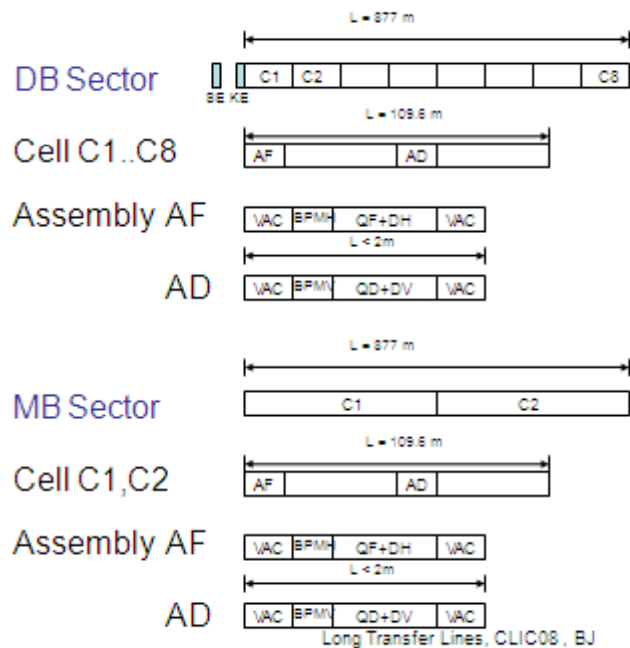 L = 877 m
DB Sector
C1 C2 C8
SE KE
L = 109.6 m
Cell C1..C8
AF AD
Assembly AF
VAC BPMH QF+DH VAC
L < 2m
AD
VAC BPMV QD+DV VAC
L = 877 m
MB Sector
C1 C2
L = 109.6 m
Cell C1,C2
AF AD
Assembly AF
VAC BPMH QF+DH VAC
L < 2m
AD
VAC BPMV QD+DV VAC
Long Transfer Lines, CLIC08 , BJ